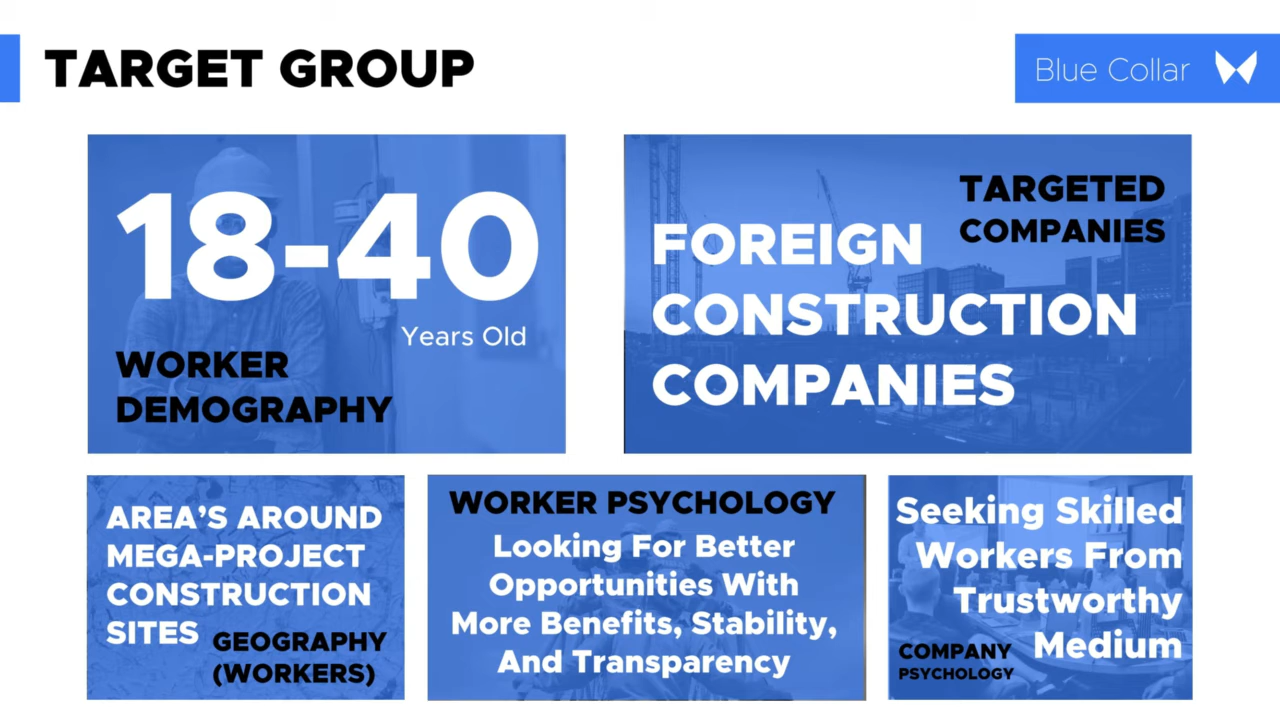 TARGET GROUP
Blue Collar
18-40
Years Old
WORKER
DEMOGRAPHY
TARGETED
COMPANIES
FOREIGN
CONSTRUCTION
COMPANIES
AREA’S AROUND
MEGA-PROJECT
CONSTRUCTION
SITES
GEOGRAPHY
(WORKERS)
WORKER PSYCHOLOGY
Looking For Better
Opportunities With
More Benefits, Stability,
And Transparency
Seeking Skilled
Workers From
Trustworthy
Medium
COMPANY
PSYCHOLOGY